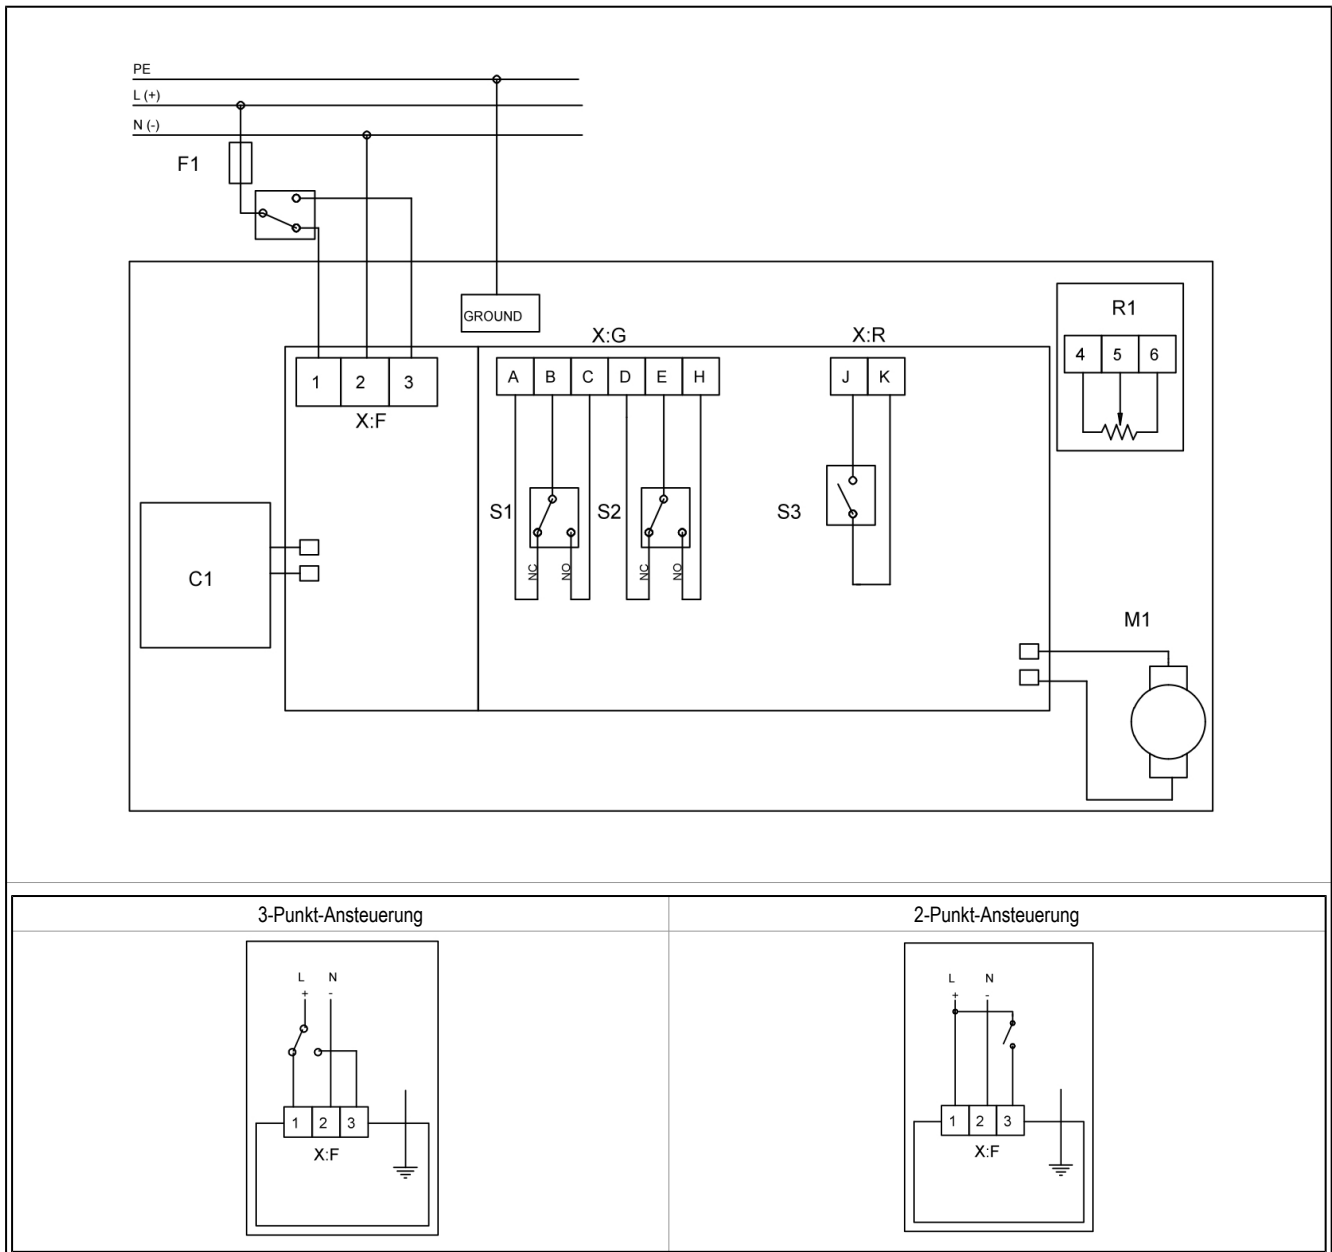 PE
L (+)
N (-)
F1
GROUND
X:G
X:R
R1
4 5 6
1 2 3
X:F
A B C D E H
J K
S1
S2
S3
NC
NO
NC
NO
C1
M1
3-Punkt-Ansteuerung
2-Punkt-Ansteuerung
L N
+ -
1 2 3
X:F
L N
+ -
1 2 3
X:F